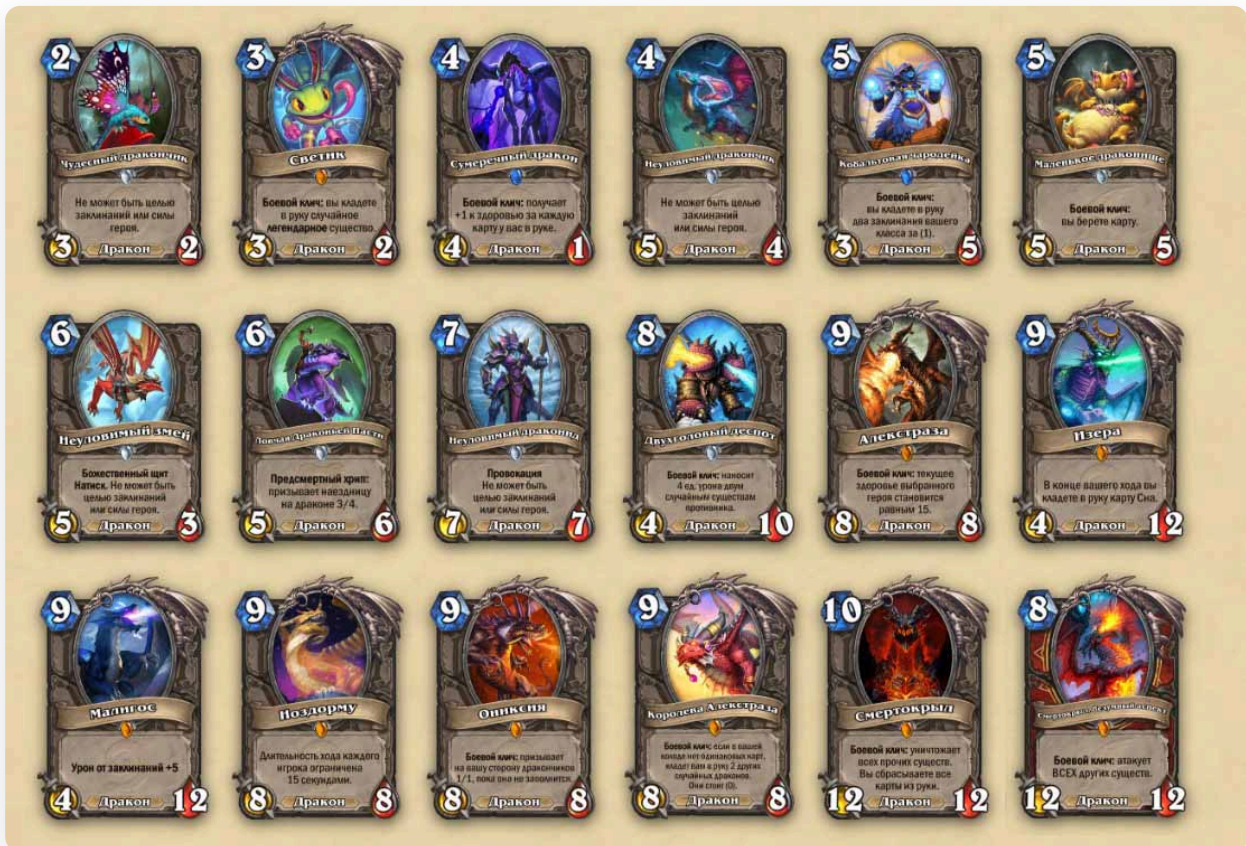 2
Чудесный дракончик
Не может быть целью
заклинаний или силы
героя.
3
Дракон
2
3
Светик
Боевой клич: вы кладете
в руку случайное
легендарное существо.
3
Дракон
2
4
Сумеречный дракон
Боевой клич: получает
+1 к здоровью за каждую
карту у вас в руке.
4
Дракон
1
4
Неуловимый дракончик
Не может быть целью
заклинаний
или силы героя.
5
Дракон
4
5
Кобальтовая чародейка
Боевой клич:
вы кладете в руку
два заклинания вашего
класса за (1).
3
Дракон
5
5
Маленькое драконище
Боевой клич:
вы берете карту.
5
Дракон
5
6
Неуловимый змей
Божественный щит
Натиск. Не может быть
целью заклинаний
или силы героя.
5
Дракон
3
6
Ловчая Драконьей Пасти
Предсмертный хрип:
призывает наездницу
на драконе 3/4.
5
Дракон
6
7
Неуловимый драконид
Провокация
Не может быть
целью заклинаний
или силы героя.
7
Дракон
7
8
Двухголовый деспот
Боевой клич: наносит
4 ед. урона двум
случайным существам
противника.
4
Дракон
10
9
Алекстраза
Боевой клич: текущее
здоровье выбранного
героя становится
равным 15.
8
Дракон
8
9
Изера
В конце вашего хода вы
кладете в руку карту Сна.
4
Дракон
12
9
Малигос
Урон от заклинаний +5
4
Дракон
12
9
Ноздорму
Длительность хода каждого
игрока ограничена
15 секундами.
8
Дракон
8
9
Ониксия
Боевой клич: призывает
на вашу сторону дракончиков
1/1, пока она не заполнится.
8
Дракон
8
9
Королева Алекстраза
Боевой клич: если в вашей
колоде нет одинаковых карт,
кладет вам в руку 2 других
случайных драконов.
Они стоят (0).
8
Дракон
8
10
Смертокрыл
Боевой клич: уничтожает
всех прочих существ.
Вы сбрасываете все
карты из руки.
12
Дракон
12
8
Смертокрыл, безумный аспект
Боевой клич: атакует
ВСЕХ других существ.
12
Дракон
12